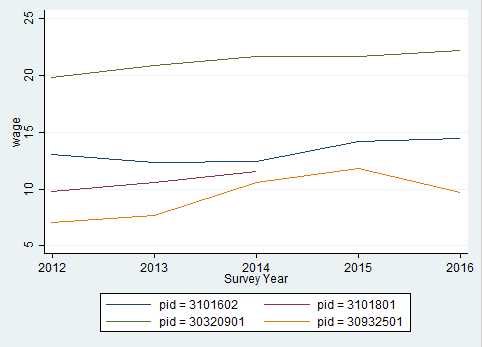 25
20
15
10
5
wage
2012 2013 2014 2015 2016
Survey Year
pid = 3101602 pid = 3101801
pid = 30320901 pid = 30932501